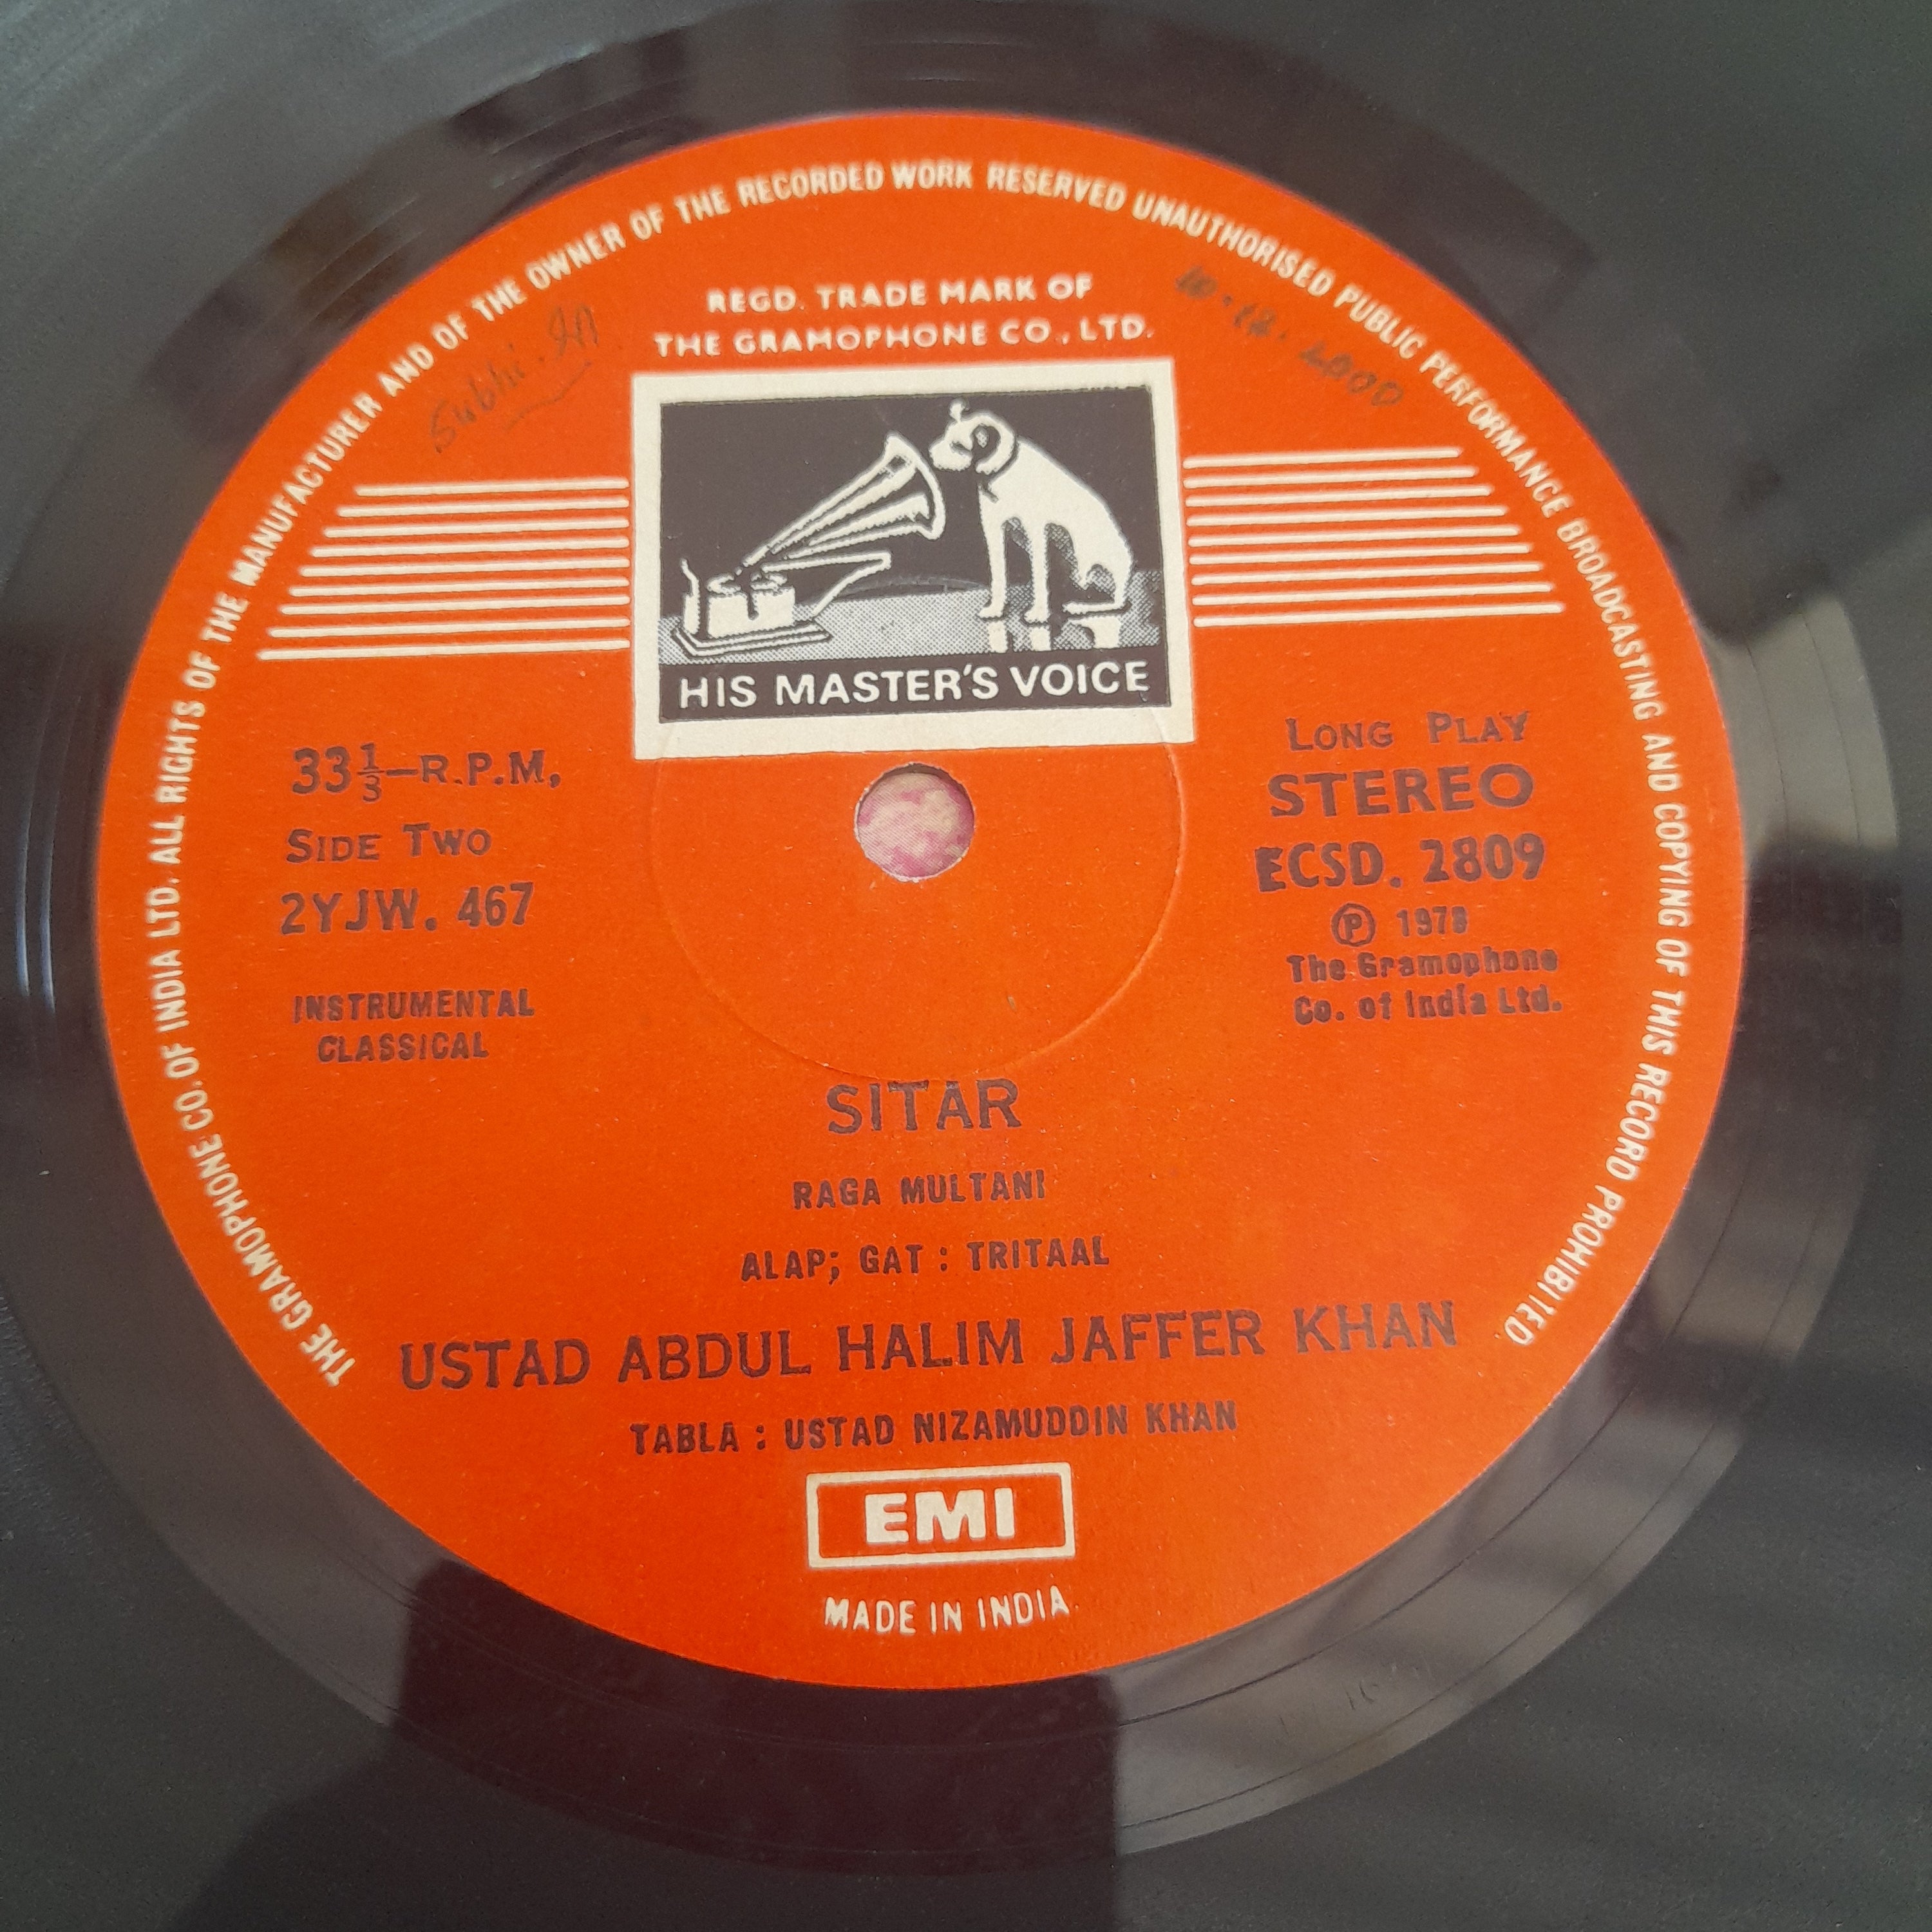 THE GRAMOPHONE CO. OF INDIA LTD. ALL RIGHTS OF THE MANUFACTURER AND OF THE OWNER OF THE RECORDED WORK RESERVED UNAUTHORISED PUBLIC PERFORMANCE BROADCASTING AND COPYING OF THIS RECORD PROHIBITED
REGD. TRADE MARK OF
THE GRAMOPHONE CO., LTD.
HIS MASTER'S VOICE
33⅓–R.P.M,
SIDE TWO
2YJW. 467
INSTRUMENTAL
CLASSICAL
LONG PLAY
STEREO
ECSD. 2809
Ⓟ 1978
The Gramophone
Co. of India Ltd.
SITAR
RAGA MULTANI
ALAP; GAT : TRITAAL
USTAD ABDUL HALIM JAFFER KHAN
TABLA : USTAD NIZAMUDDIN KHAN
EMI
MADE IN INDIA